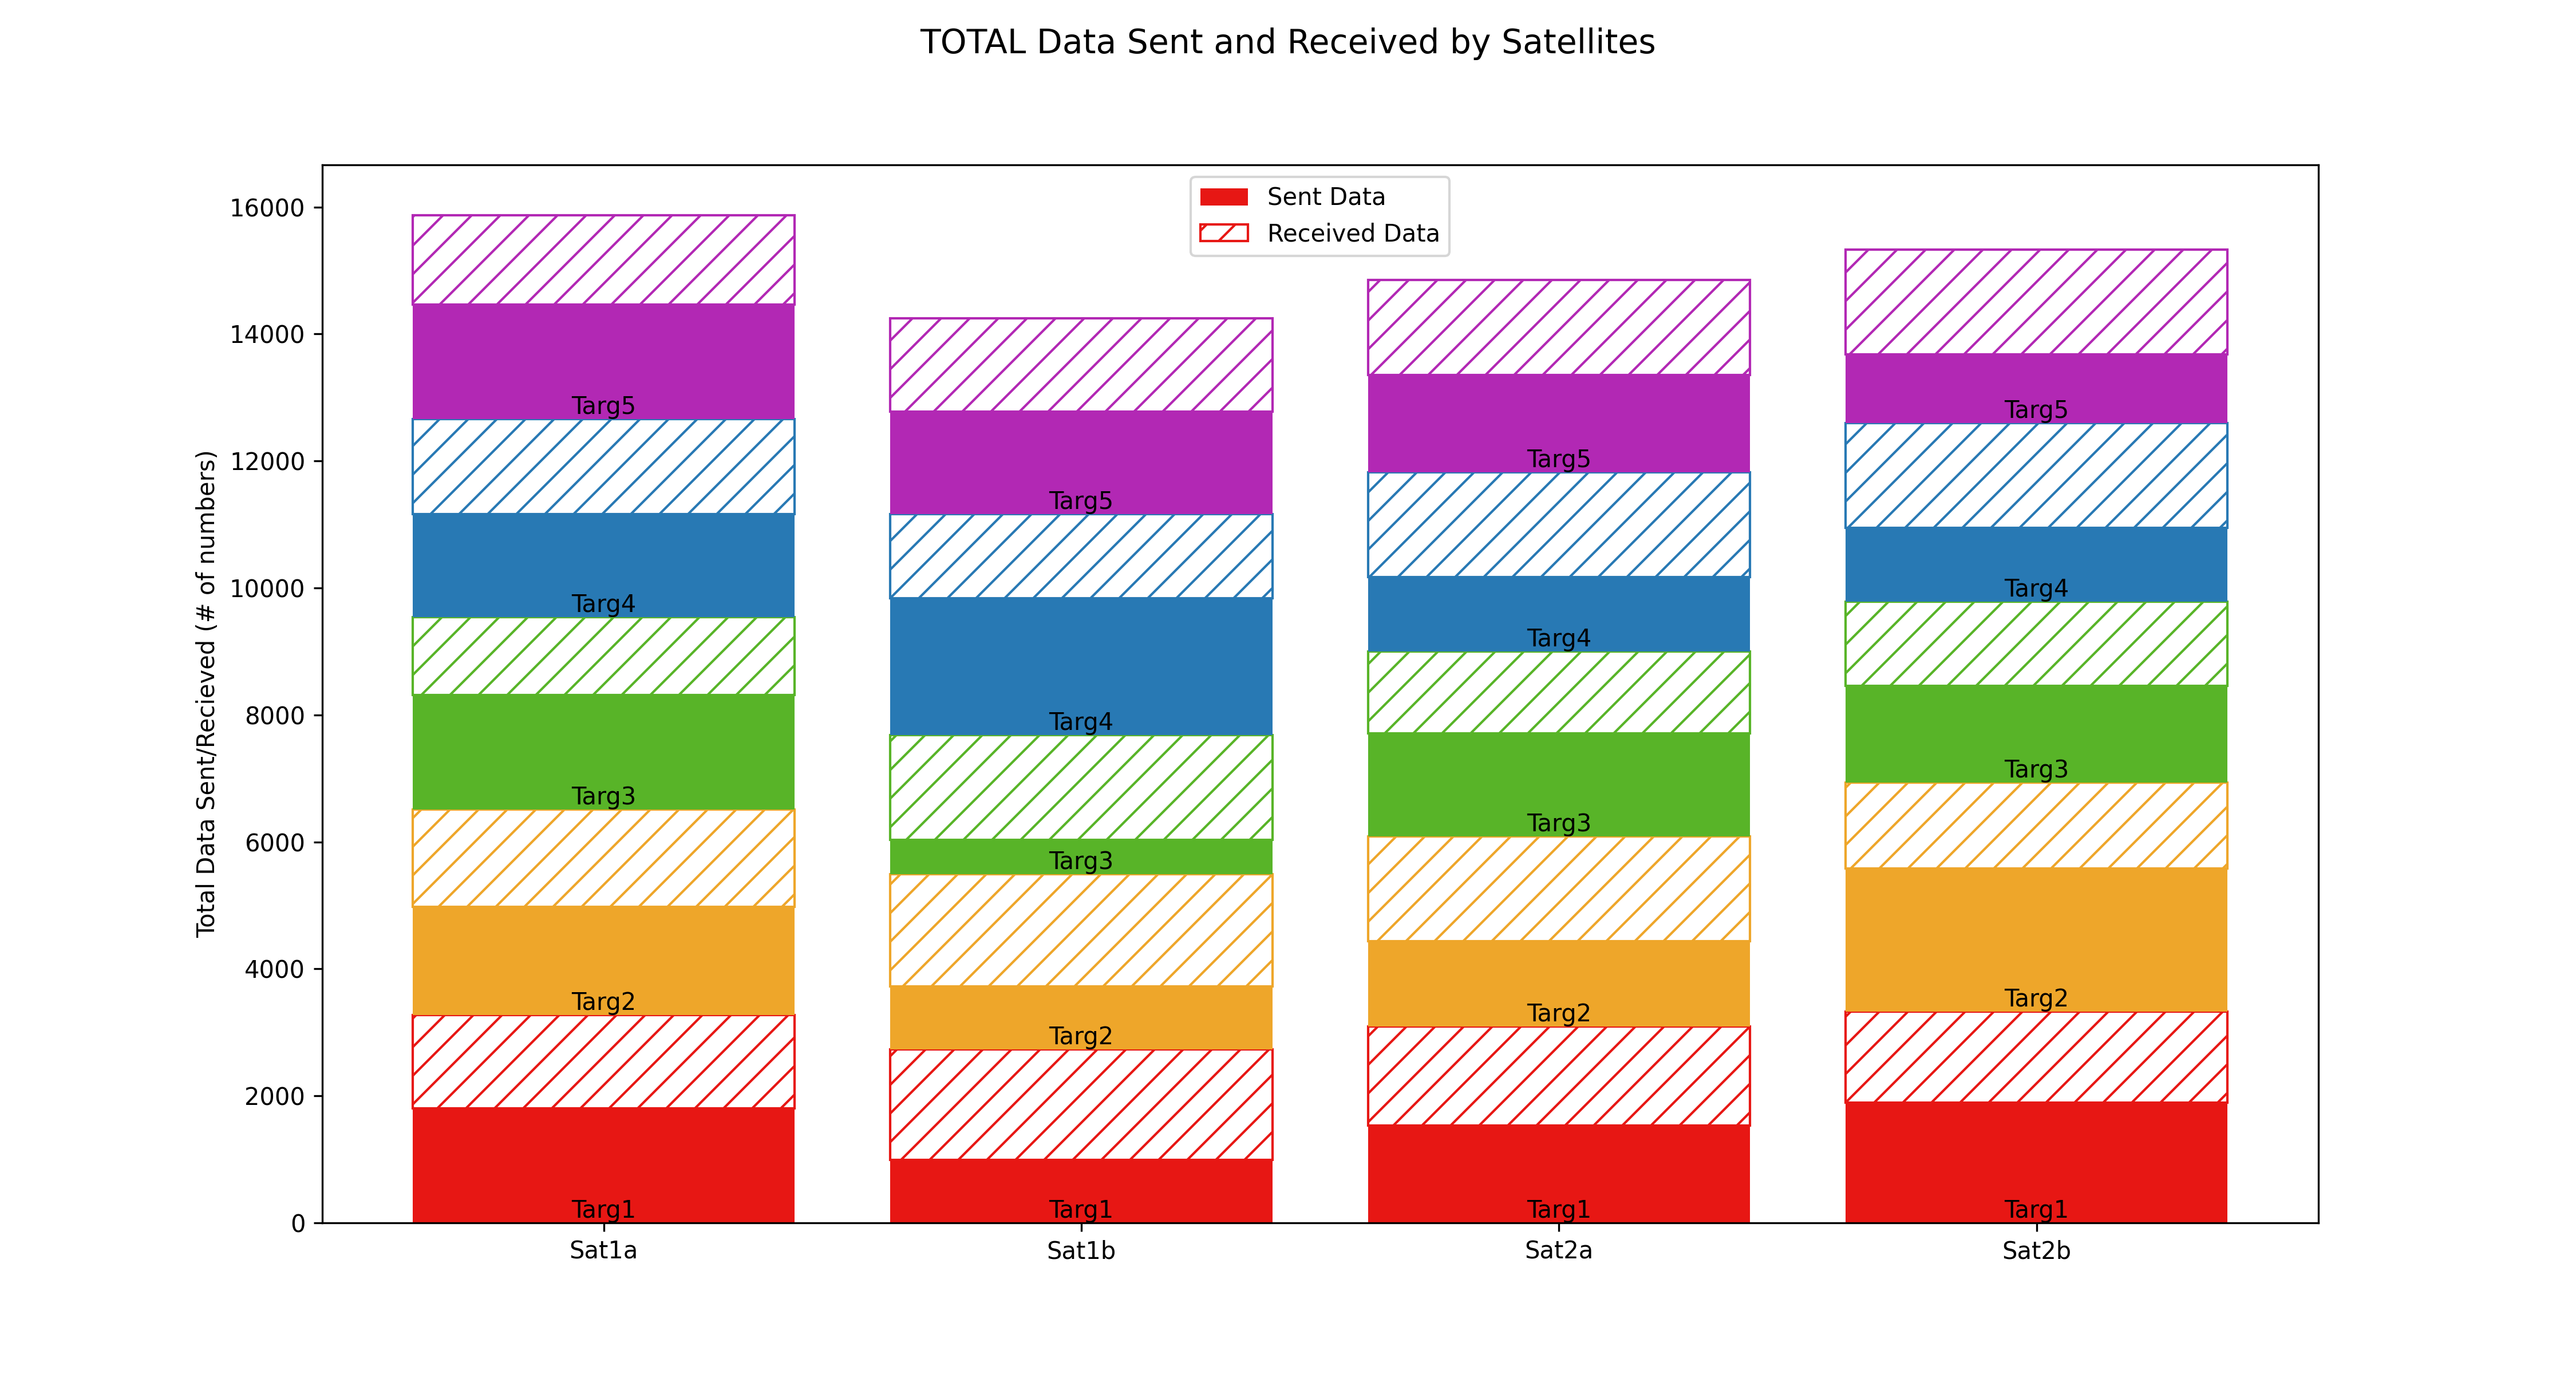 TOTAL Data Sent and Received by Satellites
Sent Data
Received Data
Total Data Sent/Recieved (# of numbers)
16000
14000
12000
10000
8000
6000
4000
2000
0
Targ5
Targ4
Targ3
Targ2
Targ1
Targ5
Targ4
Targ3
Targ2
Targ1
Targ5
Targ4
Targ3
Targ2
Targ1
Targ5
Targ4
Targ3
Targ2
Targ1
Sat1a
Sat1b
Sat2a
Sat2b